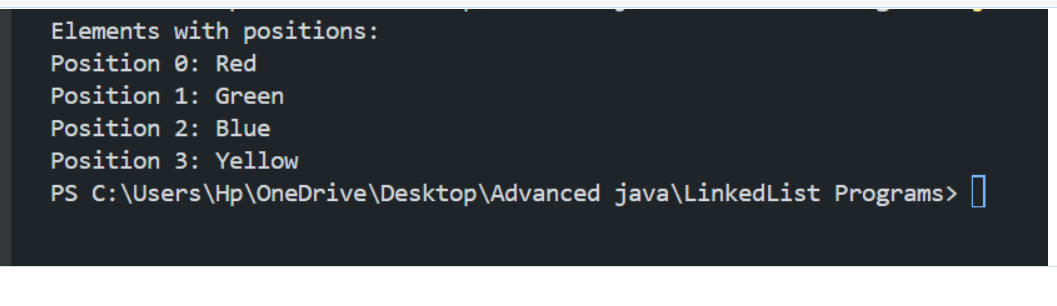 Elements with positions:
Position 0: Red
Position 1: Green
Position 2: Blue
Position 3: Yellow
PS C:\Users\Hp\OneDrive\Desktop\Advanced java\LinkedList Programs>